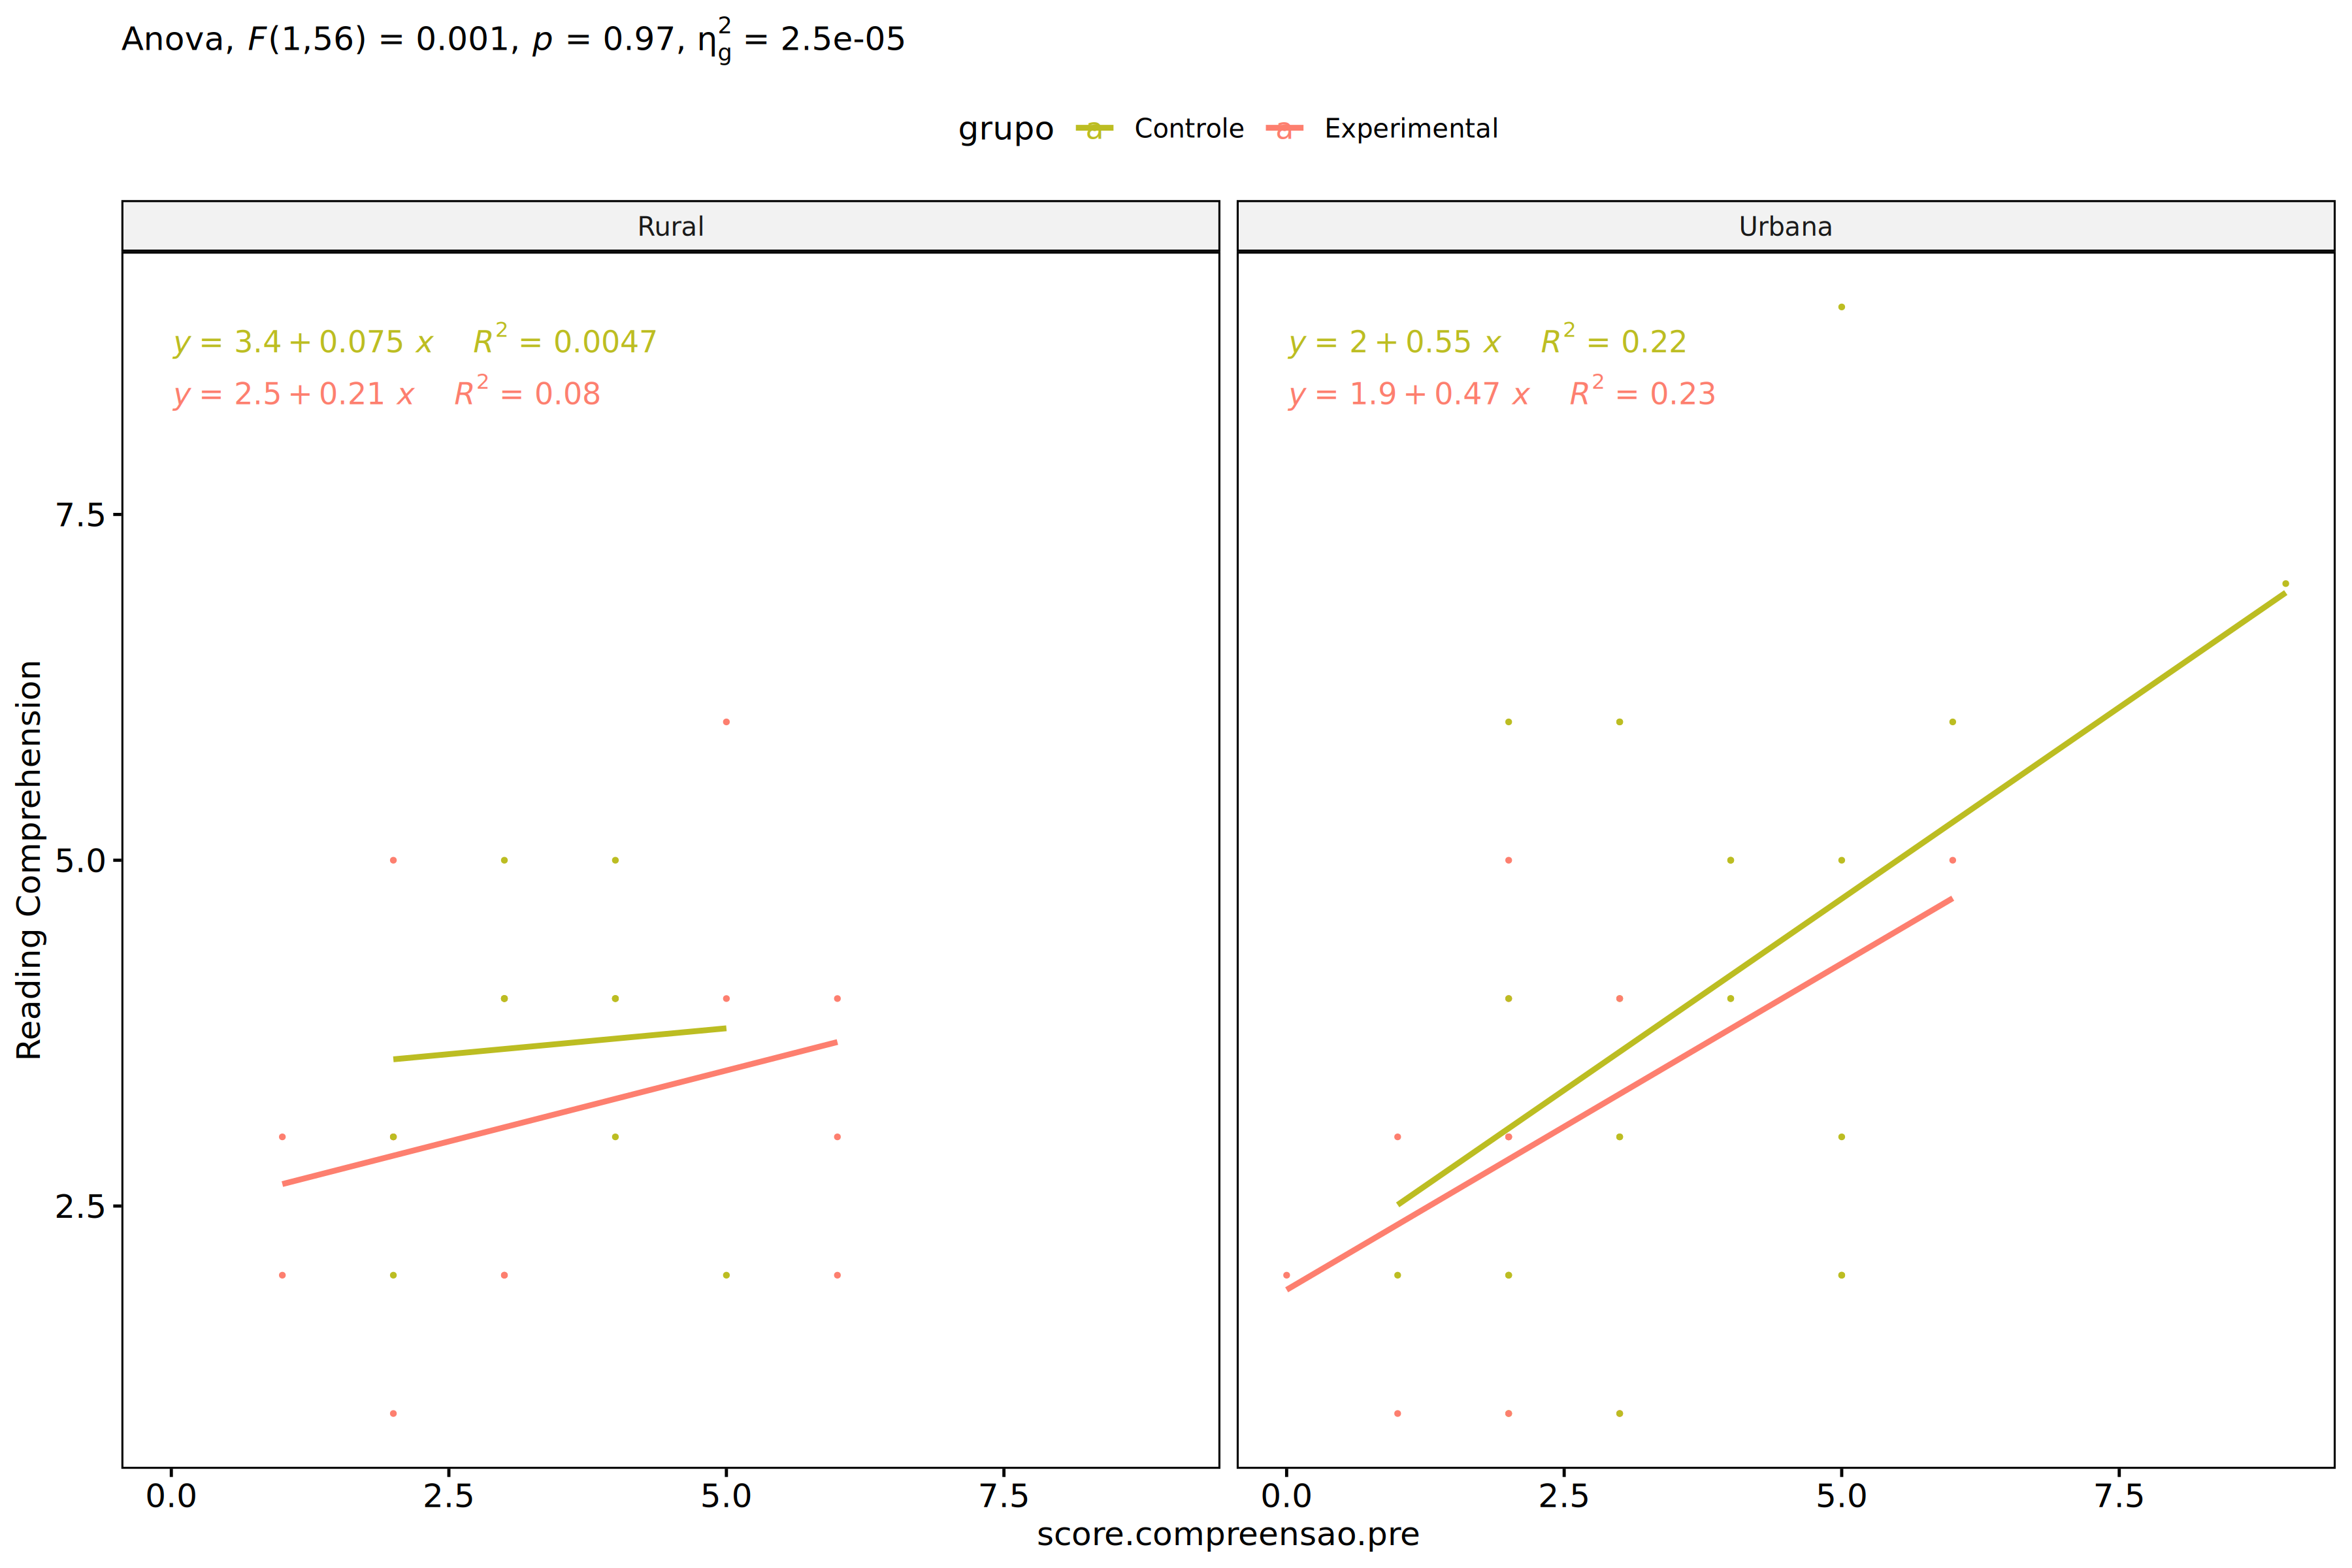 Anova, F(1,56) = 0.001, p = 0.97, η²g = 2.5e-05
grupo a Controle a Experimental
Rural
Urbana
y = 3.4 + 0.075 x R² = 0.0047
y = 2.5 + 0.21 x R² = 0.08
y = 2 + 0.55 x R² = 0.22
y = 1.9 + 0.47 x R² = 0.23
Reading Comprehension
7.5
5.0
2.5
0.0 2.5 5.0 7.5
0.0 2.5 5.0 7.5
score.compreensao.pre